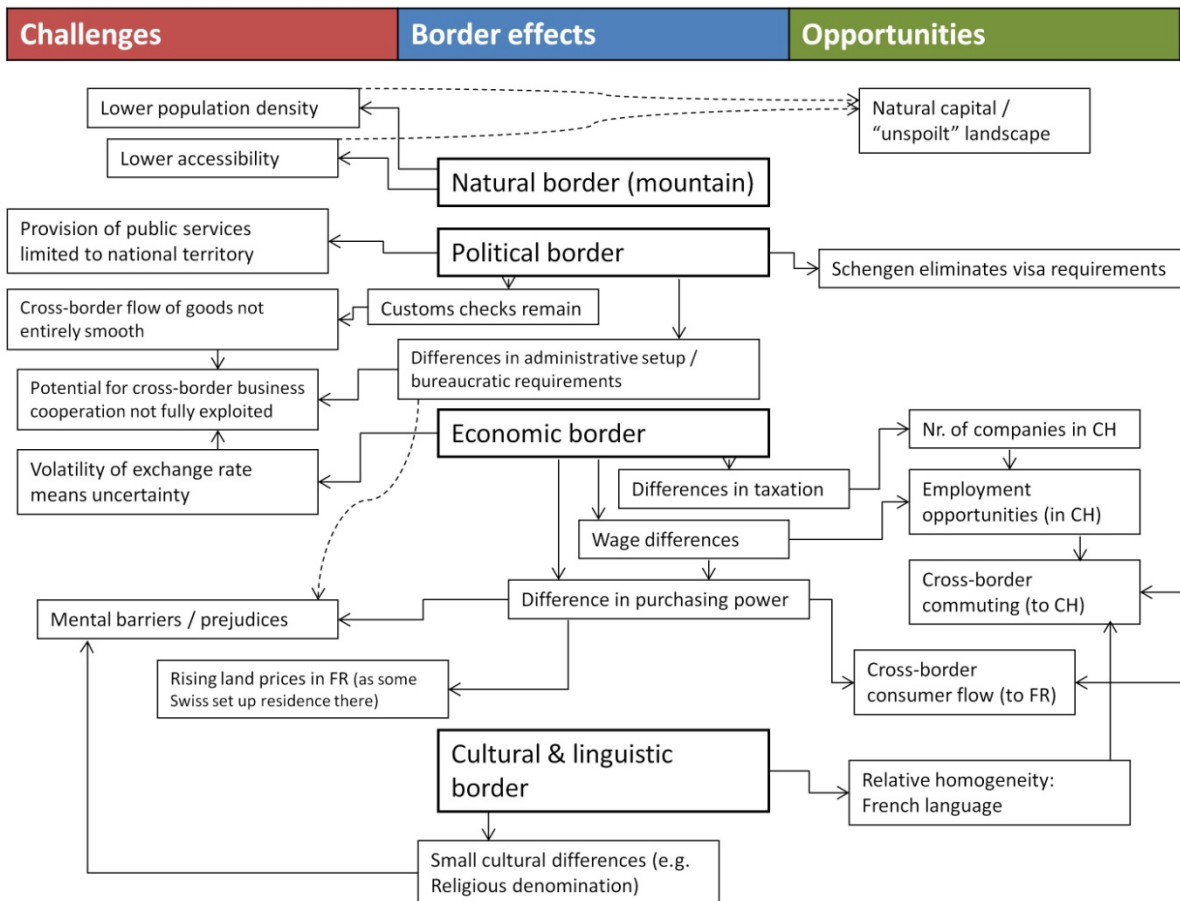 Challenges
Border effects
Opportunities
Lower population density
Natural capital /
“unspoilt” landscape
Lower accessibility
Natural border (mountain)
Provision of public services
limited to national territory
Political border
Schengen eliminates visa requirements
Cross-border flow of goods not
entirely smooth
Customs checks remain
Differences in administrative setup /
bureaucratic requirements
Potential for cross-border business
cooperation not fully exploited
Economic border
Nr. of companies in CH
Volatility of exchange rate
means uncertainty
Differences in taxation
Employment
opportunities (in CH)
Wage differences
Cross-border
commuting (to CH)
Difference in purchasing power
Mental barriers / prejudices
Rising land prices in FR (as some
Swiss set up residence there)
Cross-border
consumer flow (to FR)
Cultural & linguistic
border
Relative homogeneity:
French language
Small cultural differences (e.g.
Religious denomination)